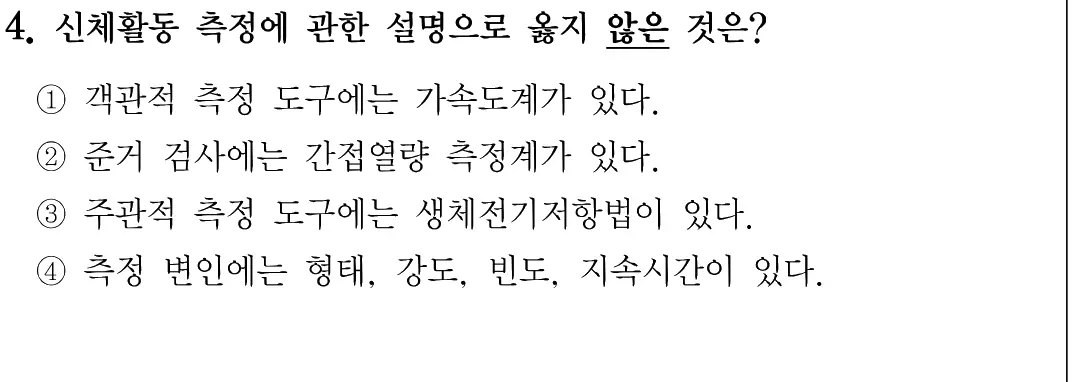 4. 신체활동 측정에 관한 설명으로 옳지 않은 것은?
① 객관적 측정 도구에는 가속도계가 있다.
② 준거 검사에는 간접열량 측정계가 있다.
③ 주관적 측정 도구에는 생체전기저항법이 있다.
④ 측정 변인에는 형태, 강도, 빈도, 지속시간이 있다.